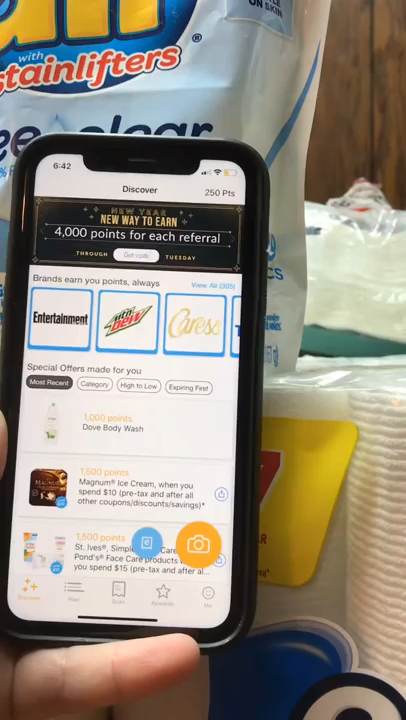 ON SKIN
all
with
stainlifters
®
free clear
6:42
Discover
250 Pts
NEW YEAR
NEW WAY TO EARN
4,000 points for each referral
THROUGH
Get code
TUESDAY
Brands earn you points, always
View All (305)
Entertainment
mtn dew
Caress
Special Offers made for you
Most Recent
Category
High to Low
Expiring First
1,000 points
Dove Body Wash
1,500 points
Magnum® Ice Cream, when you
spend $10 (pre-tax and after all
other coupons/discounts/savings)*
MAGNUM
1,500 points
St. Ives®, Simple
Care
Pond's® Face Care products
you spend $15 (pre-tax and after al
Discover
Rewards
Me